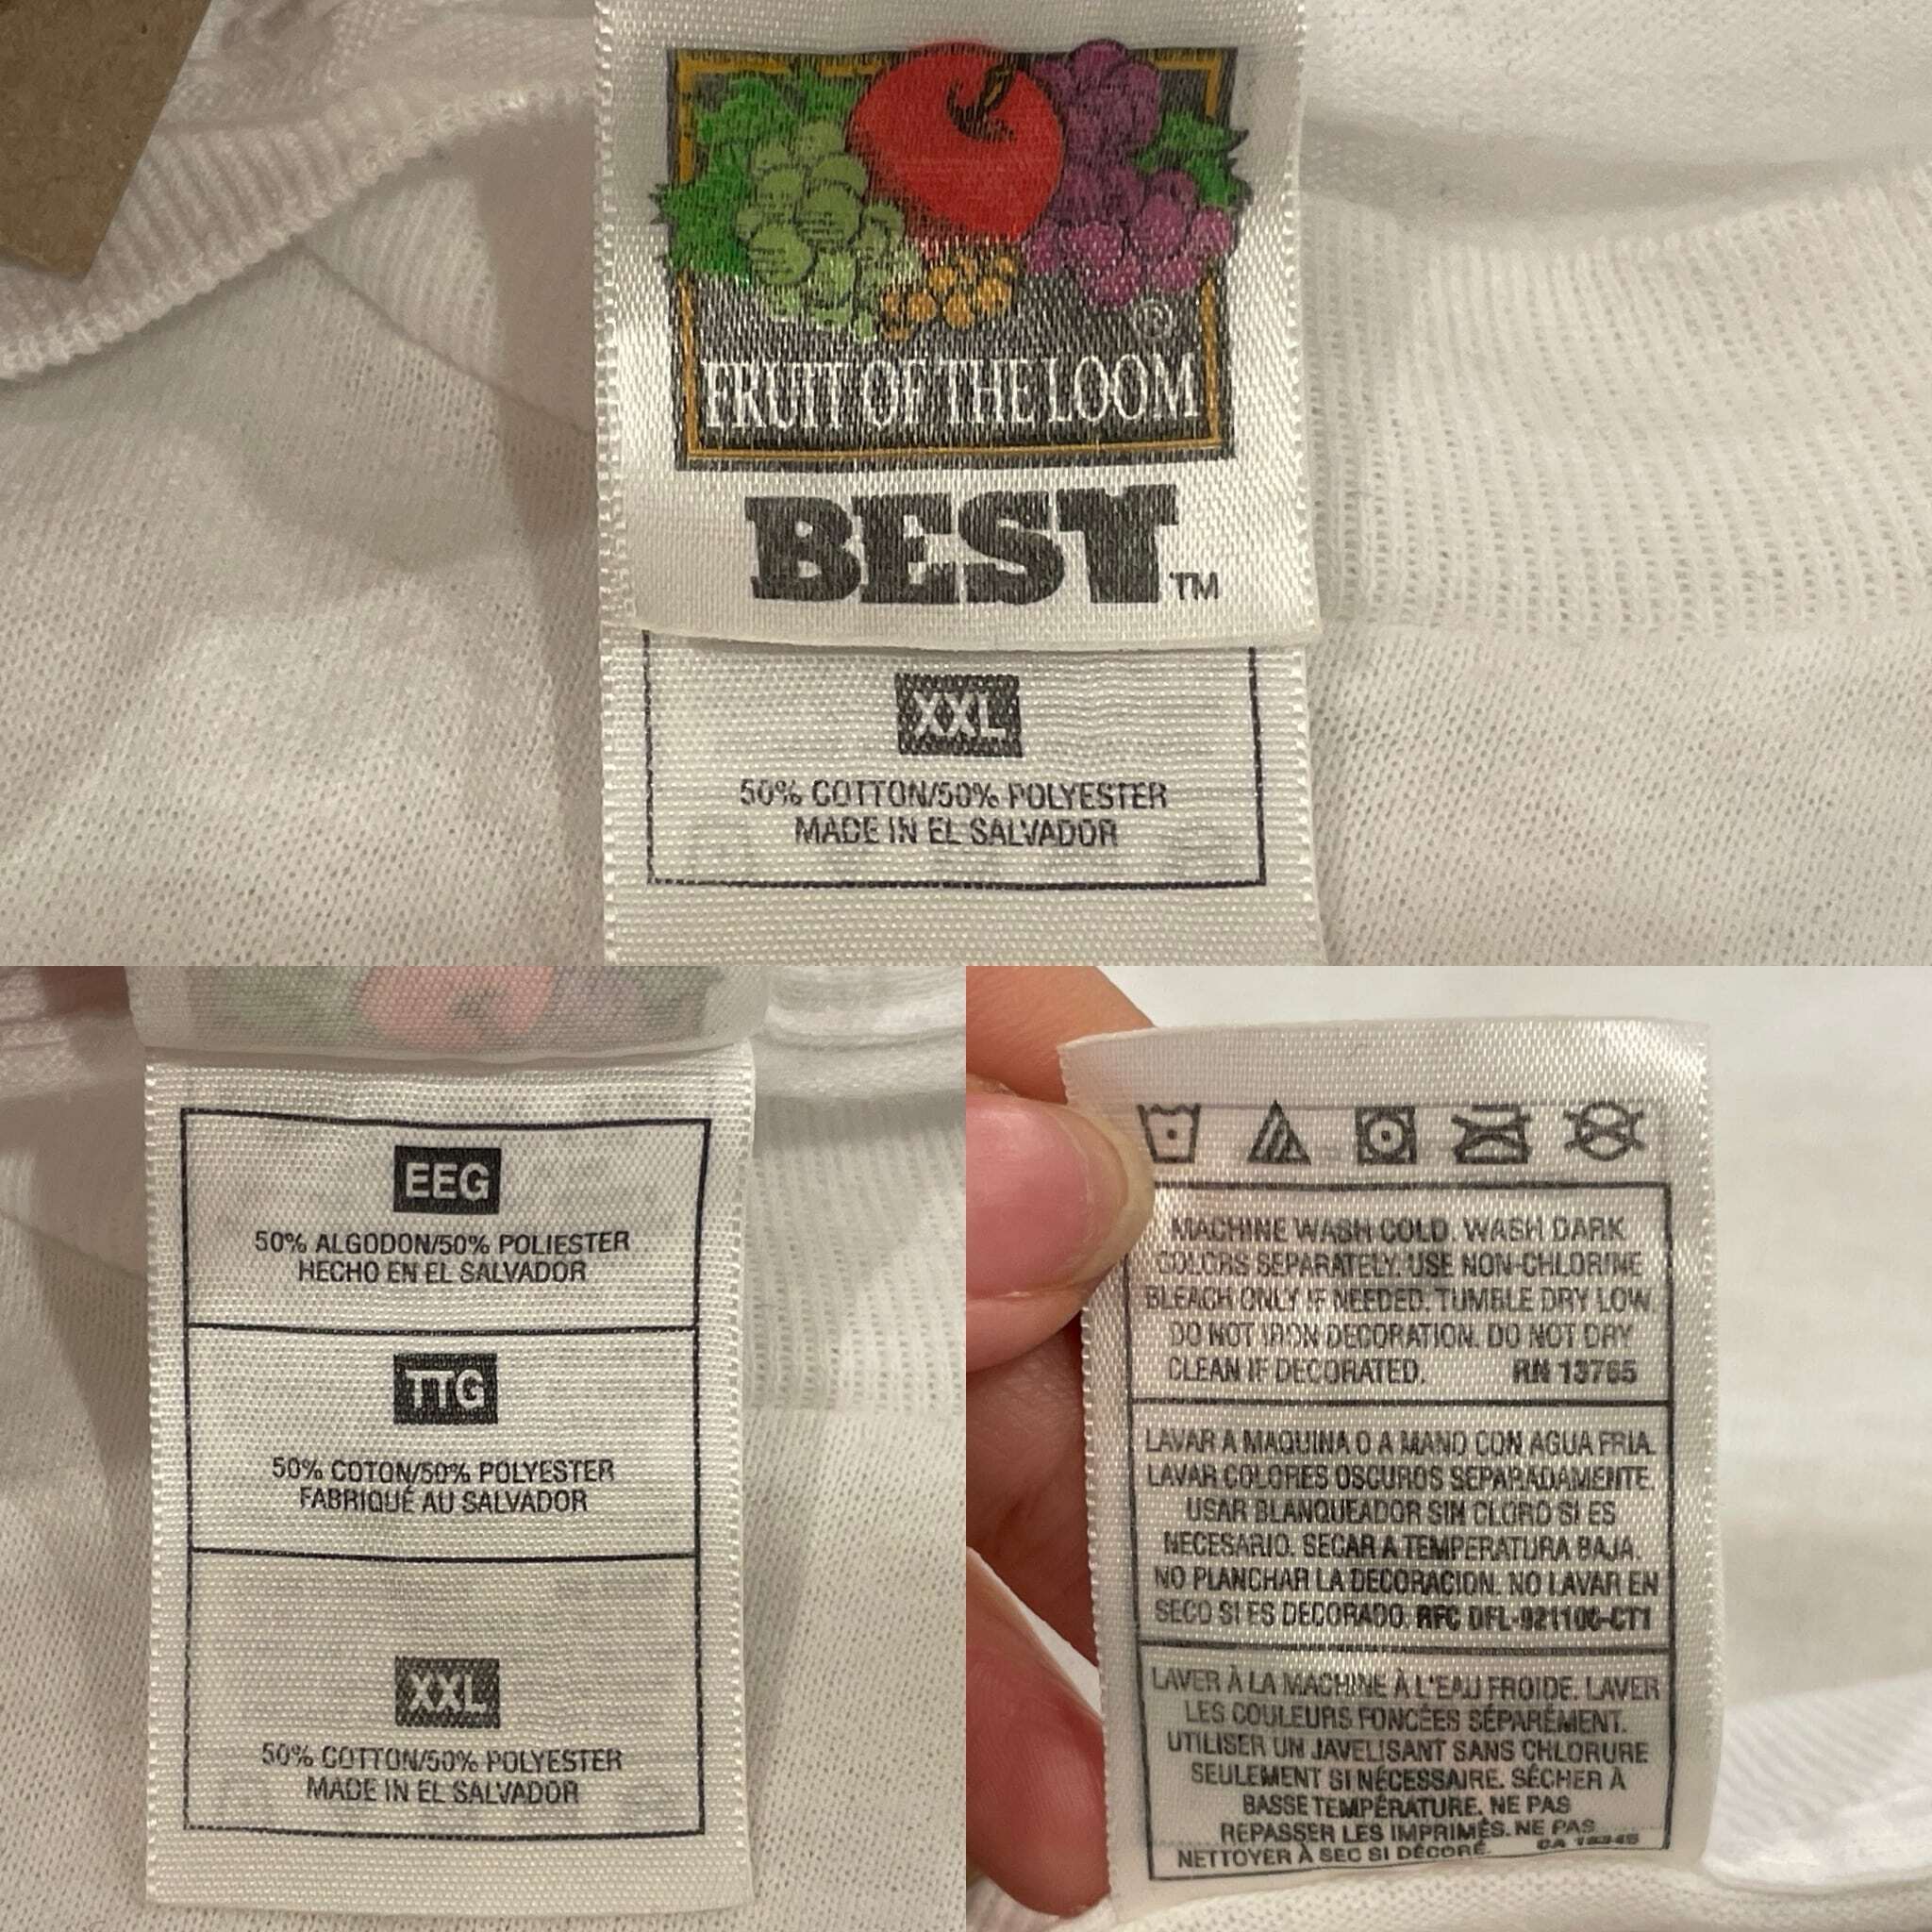 ®
FRUIT OF THE LOOM
BEST™
XXL
50% COTTON/50% POLYESTER
MADE IN EL SALVADOR
EEG
50% ALGODON/50% POLIESTER
HECHO EN EL SALVADOR
TTG
50% COTON/50% POLYESTER
FABRIQUÉ AU SALVADOR
XXL
50% COTTON/50% POLYESTER
MADE IN EL SALVADOR
MACHINE WASH COLD. WASH DARK
COLORS SEPARATELY. USE NON-CHLORINE
BLEACH ONLY IF NEEDED. TUMBLE DRY LOW.
DO NOT IRON DECORATION. DO NOT DRY
CLEAN IF DECORATED. RN 13765
LAVAR A MAQUINA O A MANO CON AGUA FRIA.
LAVAR COLORES OSCUROS SEPARADAMENTE.
USAR BLANQUEADOR SIN CLORO SI ES
NECESARIO. SECAR A TEMPERATURA BAJA.
NO PLANCHAR LA DECORACION. NO LAVAR EN
SECO SI ES DECORADO. RFC DFL-921106-CT1
LAVER À LA MACHINE À L'EAU FROIDE. LAVER
LES COULEURS FONCÉES SÉPARÉMENT.
UTILISER UN JAVELISANT SANS CHLORURE
SEULEMENT SI NÉCESSAIRE. SÉCHER À
BASSE TEMPÉRATURE. NE PAS
REPASSER LES IMPRIMÉS. NE PAS
NETTOYER À SEC SI DÉCORÉ. CA